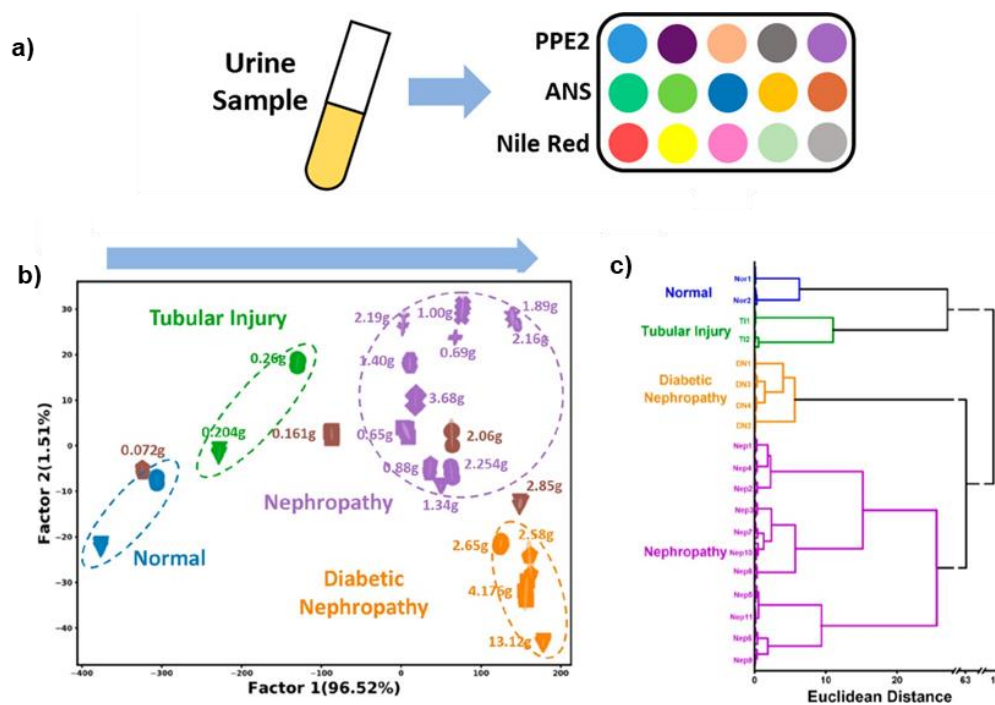 a)
Urine
Sample
PPE2
ANS
Nile Red
b)
Factor 2(1.51%)
30
20
10
0
−10
−20
−30
−40
Tubular Injury
0.26g
0.204g
0.072g
Normal
0.161g
2.19g
1.00g
1.89g
2.16g
0.69g
1.40g
3.68g
0.65g
2.06g
0.88g
2.254g
1.34g
Nephropathy
2.85g
2.65g
2.58g
4.176g
13.12g
Diabetic
Nephropathy
−400
−300
−200
−100
0
100
200
Factor 1(96.52%)
c)
Normal
Tubular Injury
Diabetic
Nephropathy
Nephropathy
Nor1
Nor2
TI1
TI2
DN1
DN3
DN4
DN2
Nep1
Nep4
Nep2
Nep3
Nep7
Nep10
Nep5
Nep11
Nep6
0
10
20
63
Euclidean Distance